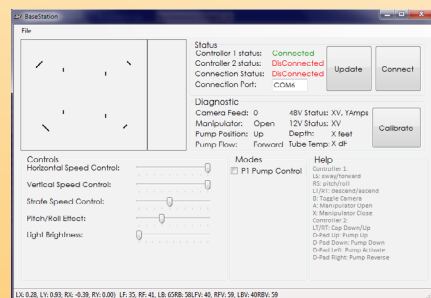 BaseStation
File
Status
Controller 1 status: Connected
Controller 2 status: DisConnected
Connection Status: DisConnected
Connection Port: COM6
Update
Connect
Diagnostic
Camera Feed: 0 48V Status: XV, YAmps
Manipulator: Open 12V Status: XV
Pump Position: Up Depth: X feet
Pump Flow: Forward Tube Temp: X dF
Calibrate
Controls
Horizontal Speed Control:
Vertical Speed Control:
Strafe Speed Control:
Pitch/Roll Effect:
Light Brightness:
Modes
P1 Pump Control
Help
Controller 1:
LS: sway/forward
RS: pitch/roll
LT/RT: descend/ascend
B: Toggle Camera
A: Manipulator Open
X: Manipulator Close
Controller 2:
LT/RT: Cap Down/Up
D-Pad Up: Pump Up
D-Pad Down: Pump Down
D-Pad Left: Pump Activate
D-Pad Right: Pump Reverse
LX: 0.28, LY: 0.93; RX: -0.39, RY: 0.00) LF: 35, RF: 41, LB: 65RB: 58LFV: 40, RFV: 59, LBV: 40RBV: 59